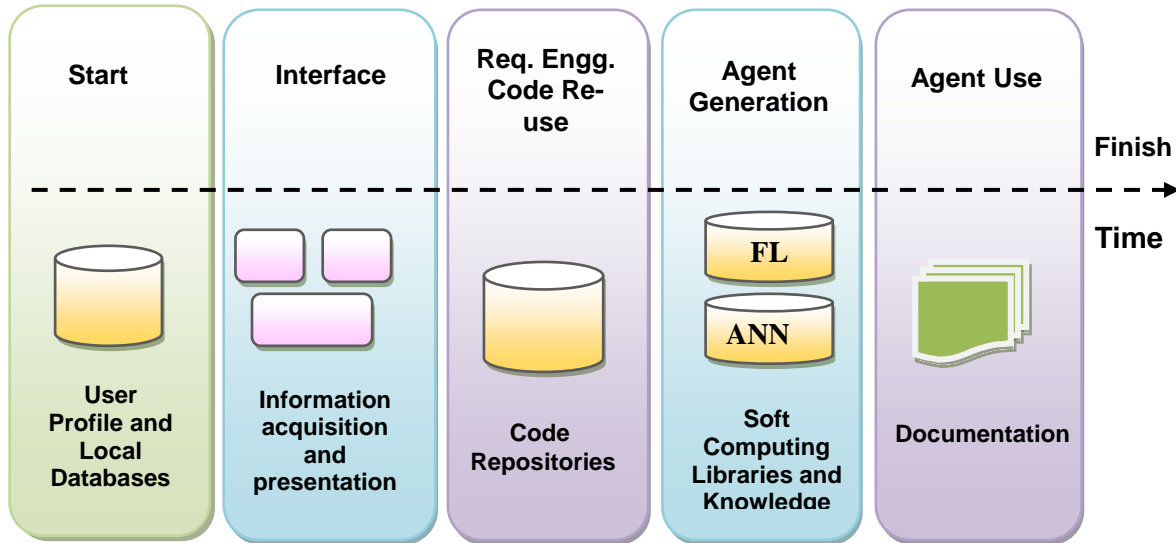 Start
User
Profile and
Local
Databases
Interface
Information
acquisition
and
presentation
Req. Engg.
Code Re-
use
Code
Repositories
Agent
Generation
FL
ANN
Soft
Computing
Libraries and
Knowledge
Agent Use
Documentation
Finish
Time